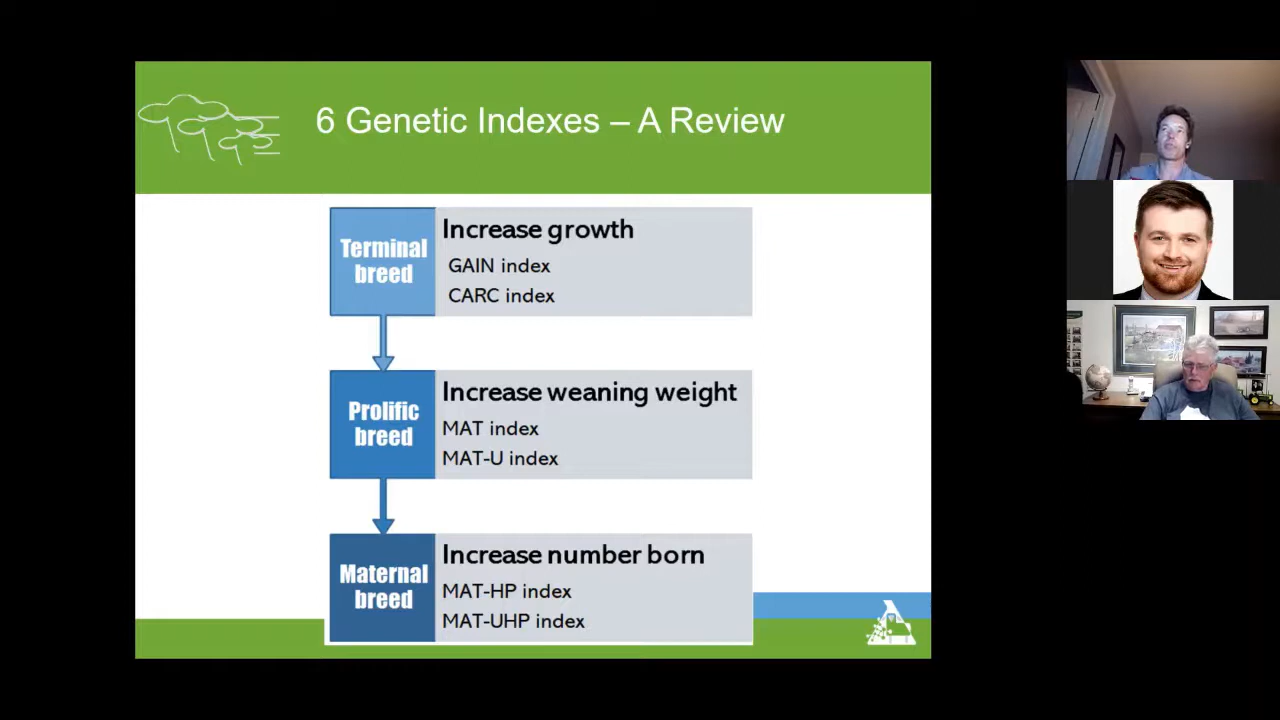 6 Genetic Indexes – A Review
Terminal
breed
Increase growth
GAIN index
CARC index
Prolific
breed
Increase weaning weight
MAT index
MAT-U index
Maternal
breed
Increase number born
MAT-HP index
MAT-UHP index